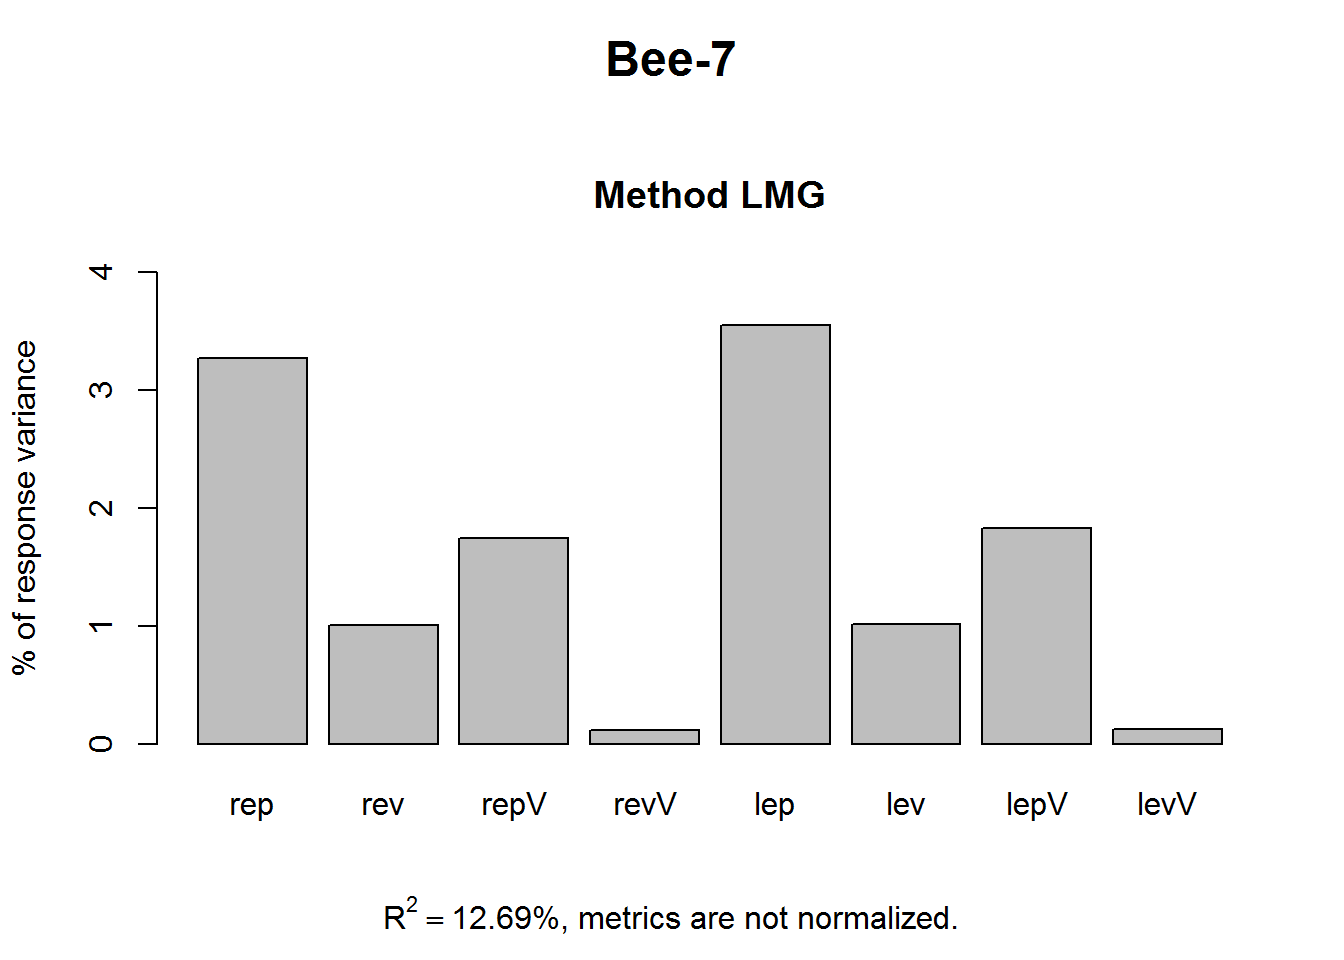 Bee-7
Method LMG
% of response variance
4
3
2
1
0
rep rev repV revV lep lev lepV levV
R² = 12.69%, metrics are not normalized.